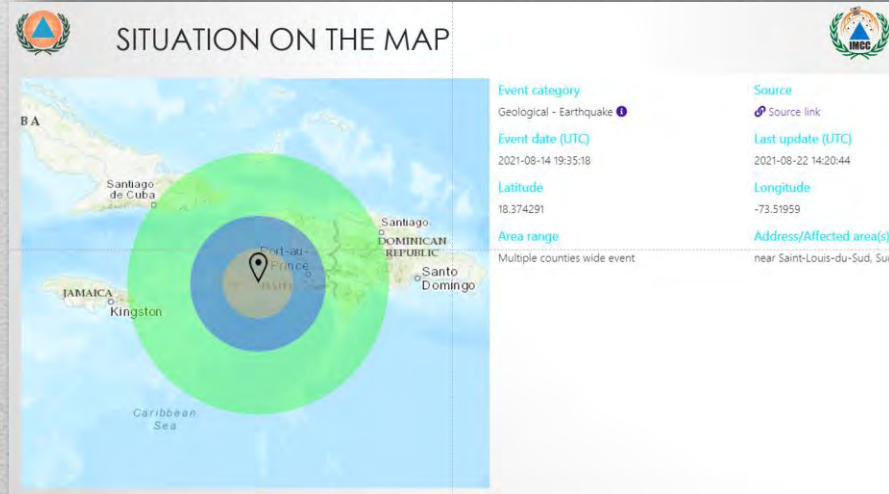 SITUATION ON THE MAP
IMCC
Event category
Geological - Earthquake
Source
Source link
Event date (UTC)
2021-08-14 19:35:18
Last update (UTC)
2021-08-22 14:20:44
Latitude
18.374291
Longitude
-73.51959
Area range
Multiple counties wide event
Address/Affected area(s)
near Saint-Louis-du-Sud,
B A
Santiago
de Cuba
Santiago
DOMINICAN
REPUBLIC
Port-au-
Prince
HAITI
Santo
Domingo
JAMAICA
Kingston
Caribbean
Sea